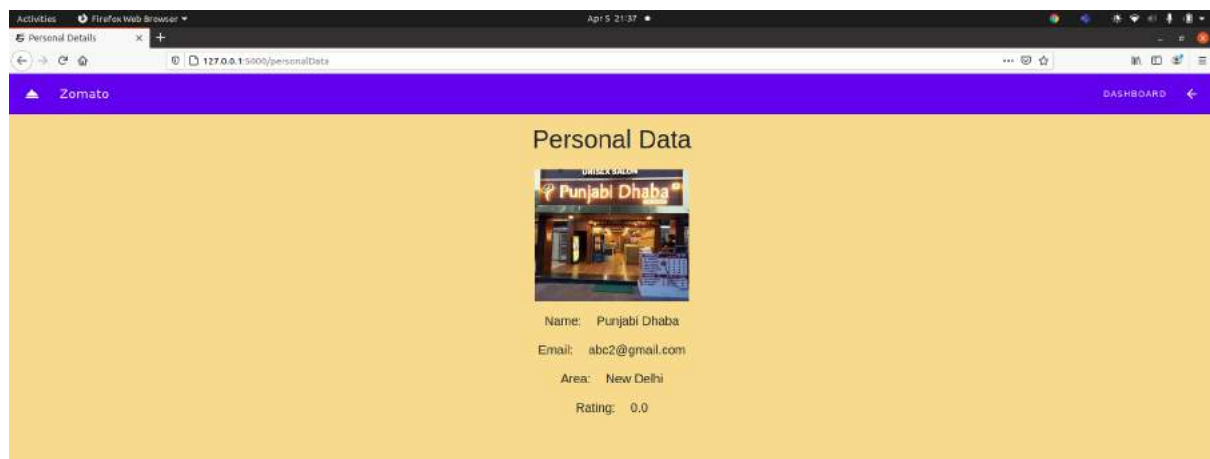 Activities Firefox Web Browser Apr 5 21:37
Personal Details
127.0.0.1:5000/personalData
Zomato DASHBOARD
Personal Data
UNISEX SALON
Punjabi Dhaba
Name: Punjabi Dhaba
Email: abc2@gmail.com
Area: New Delhi
Rating: 0.0